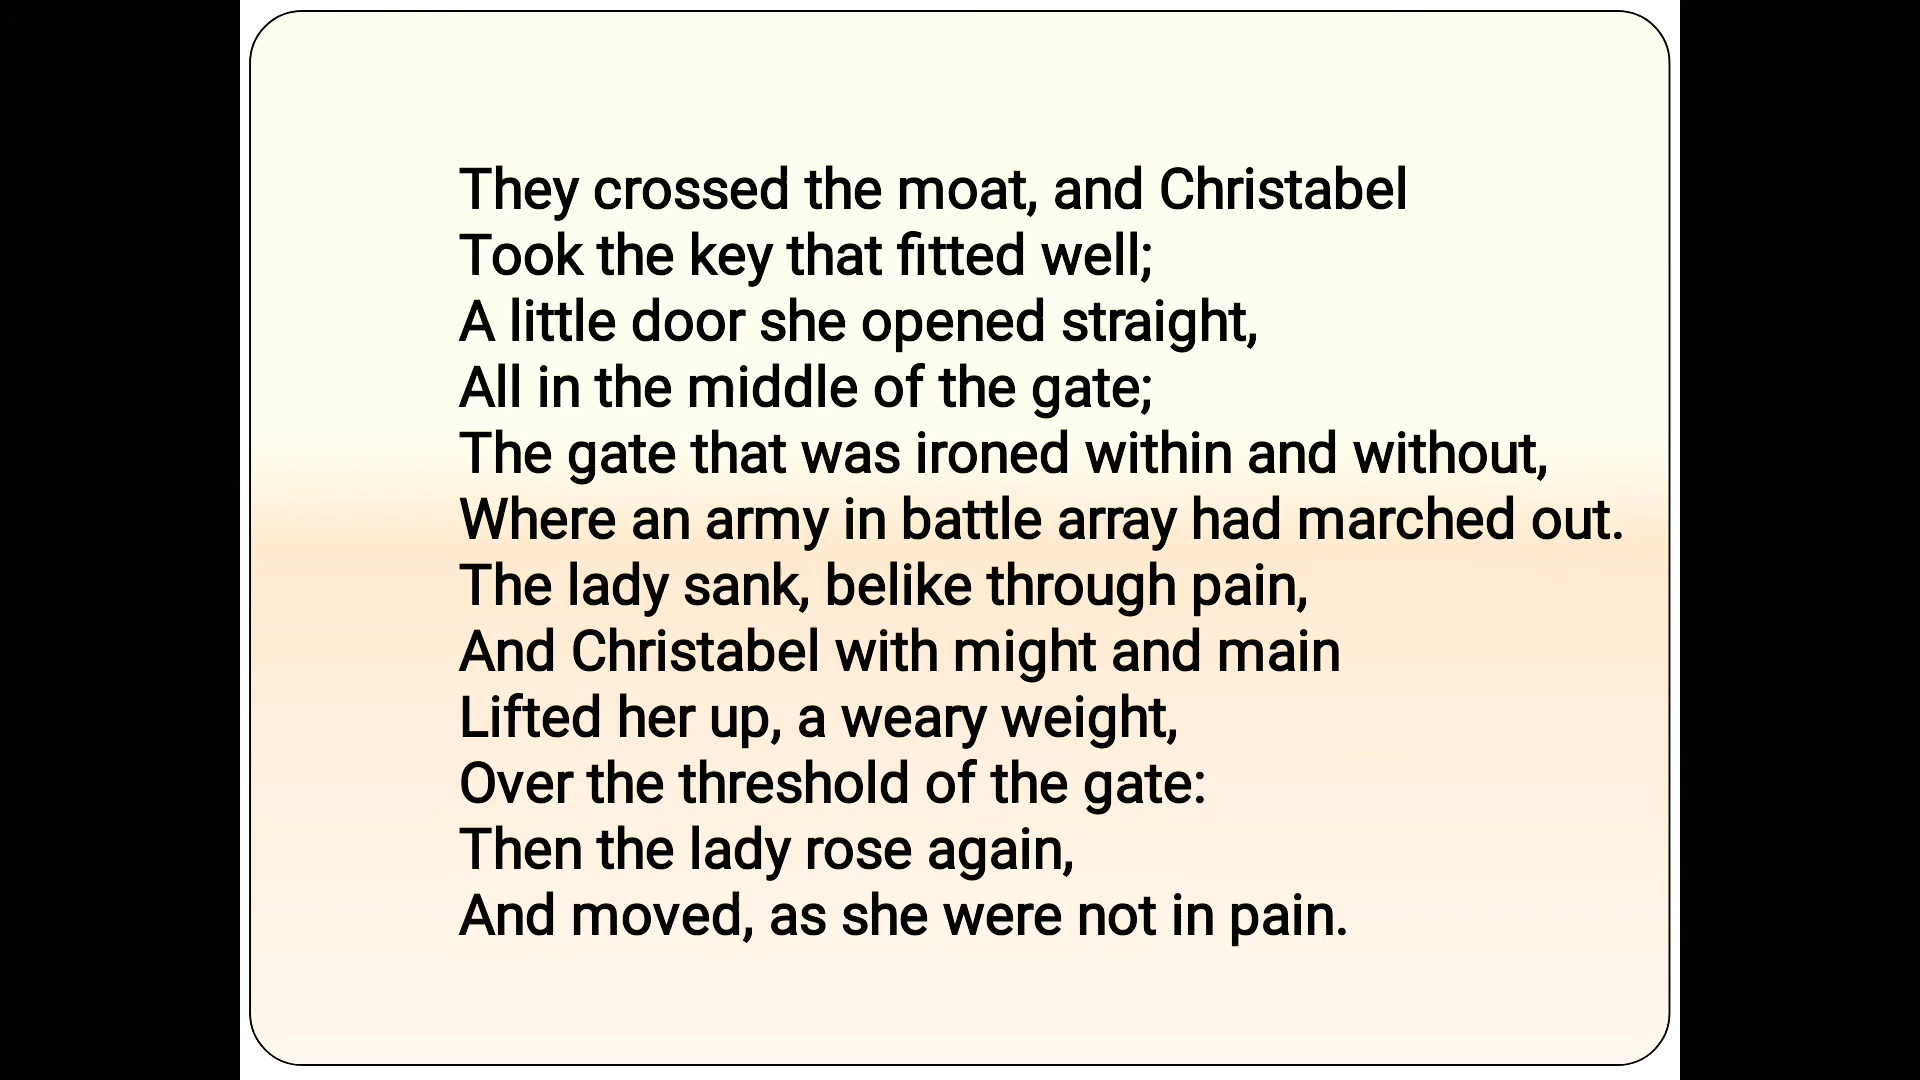 They crossed the moat, and Christabel
Took the key that fitted well;
A little door she opened straight,
All in the middle of the gate;
The gate that was ironed within and without,
Where an army in battle array had marched out.
The lady sank, belike through pain,
And Christabel with might and main
Lifted her up, a weary weight,
Over the threshold of the gate:
Then the lady rose again,
And moved, as she were not in pain.